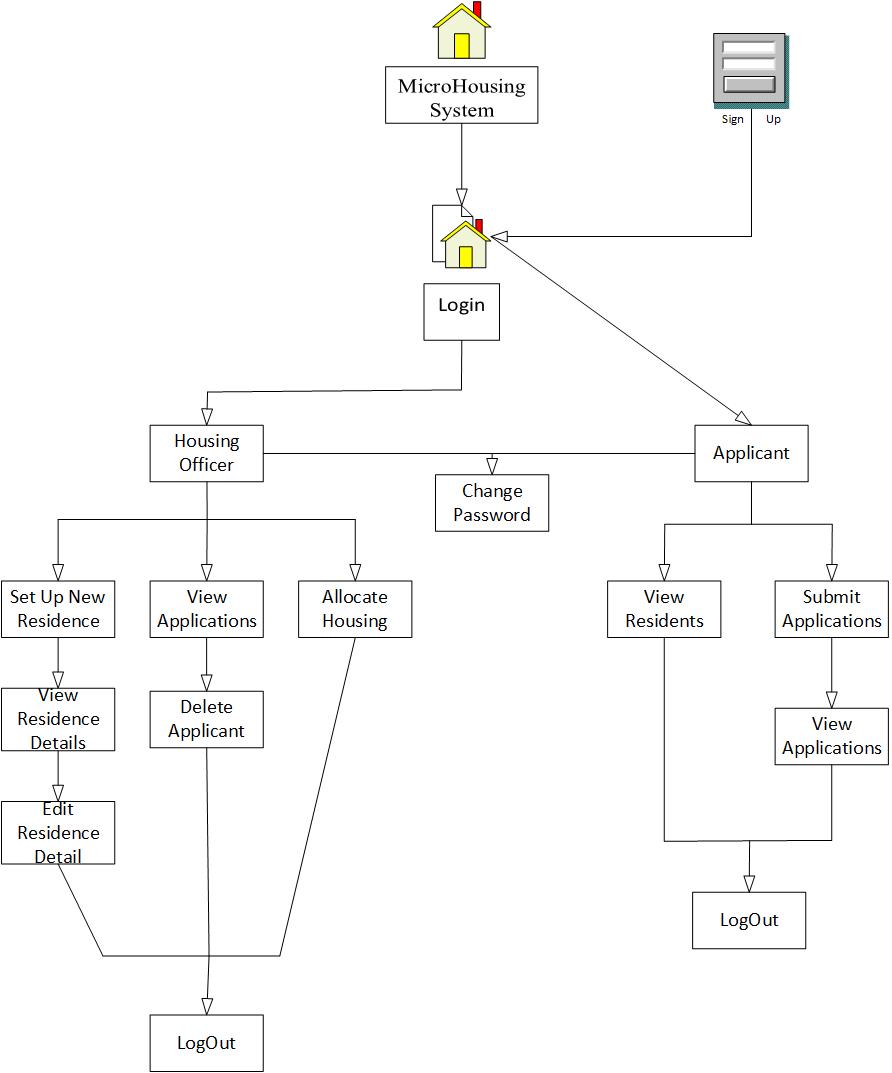 MicroHousing
System
Sign Up
Login
Housing
Officer
Applicant
Change
Password
Set Up New
Residence
View
Applications
Allocate
Housing
View
Residents
Submit
Applications
View
Residence
Details
Delete
Applicant
View
Applications
Edit
Residence
Detail
LogOut
LogOut